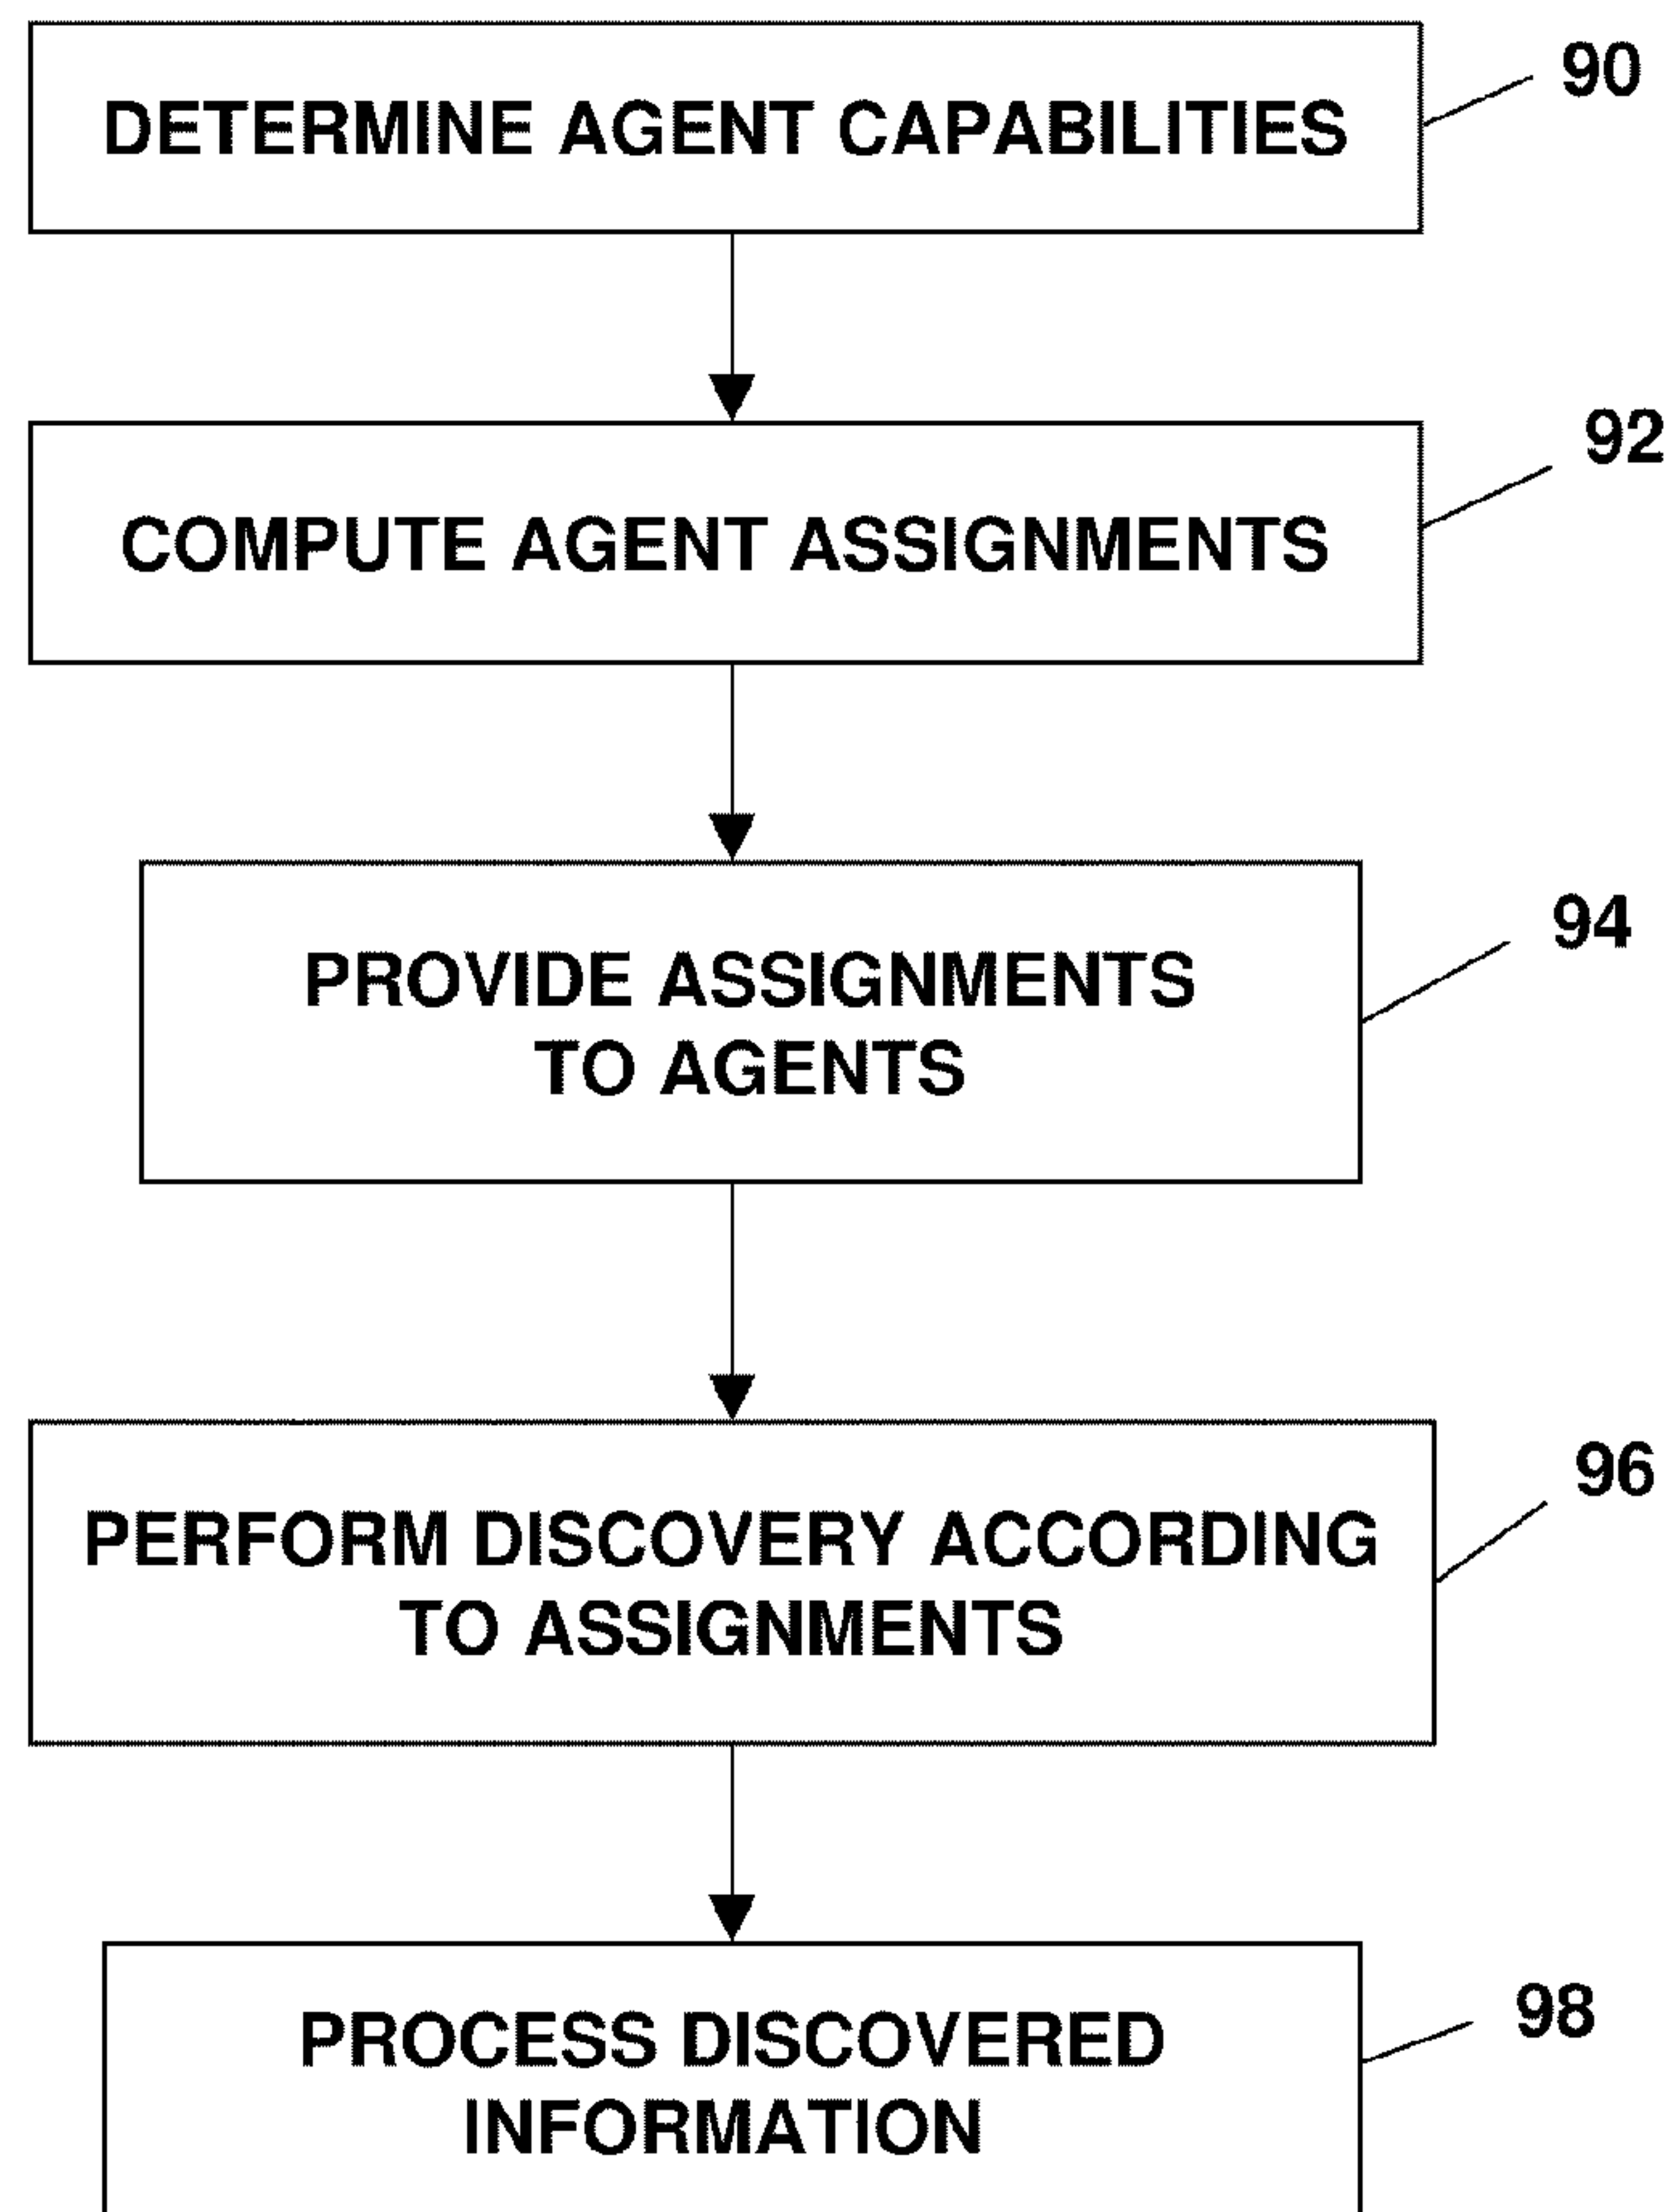 90
DETERMINE AGENT CAPABILITIES
92
COMPUTE AGENT ASSIGNMENTS
94
PROVIDE ASSIGNMENTS
TO AGENTS
96
PERFORM DISCOVERY ACCORDING
TO ASSIGNMENTS
98
PROCESS DISCOVERED
INFORMATION